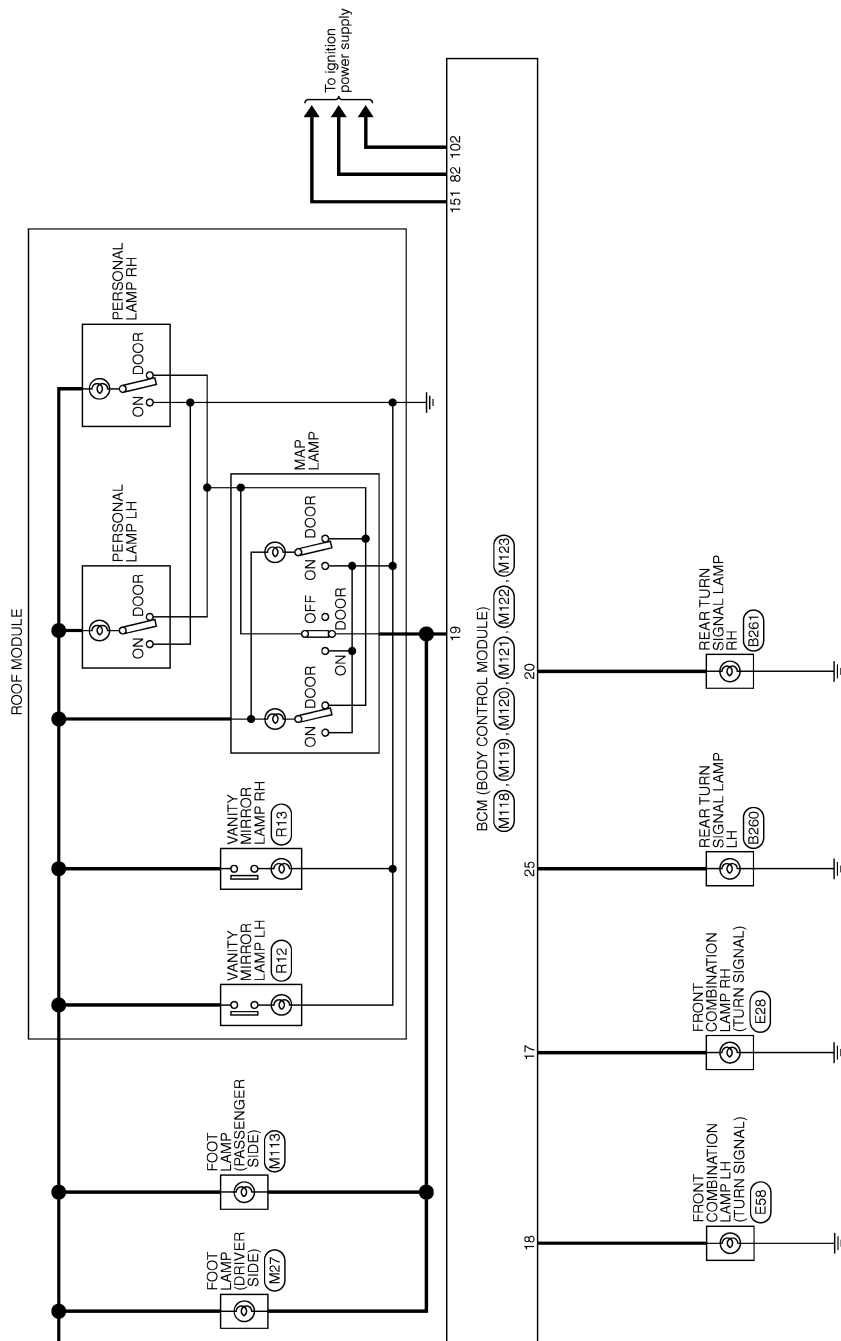 To ignition
power supply
151
82
102
ROOF MODULE
PERSONAL
LAMP RH
ON
DOOR
PERSONAL
LAMP LH
ON
DOOR
MAP
LAMP
ON
DOOR
ON
OFF
DOOR
ON
DOOR
VANITY
MIRROR
LAMP RH
R13
VANITY
MIRROR
LAMP LH
R12
FOOT
LAMP
(PASSENGER
SIDE)
M113
FOOT
LAMP
(DRIVER
SIDE)
M27
19
BCM (BODY CONTROL MODULE)
M118 , M119 , M120 , M121 , M122 , M123
20
25
17
18
REAR TURN
SIGNAL LAMP
RH
B261
REAR TURN
SIGNAL LAMP
LH
B260
FRONT
COMBINATION
LAMP RH
(TURN SIGNAL)
E28
FRONT
COMBINATION
LAMP LH
(TURN SIGNAL)
E58